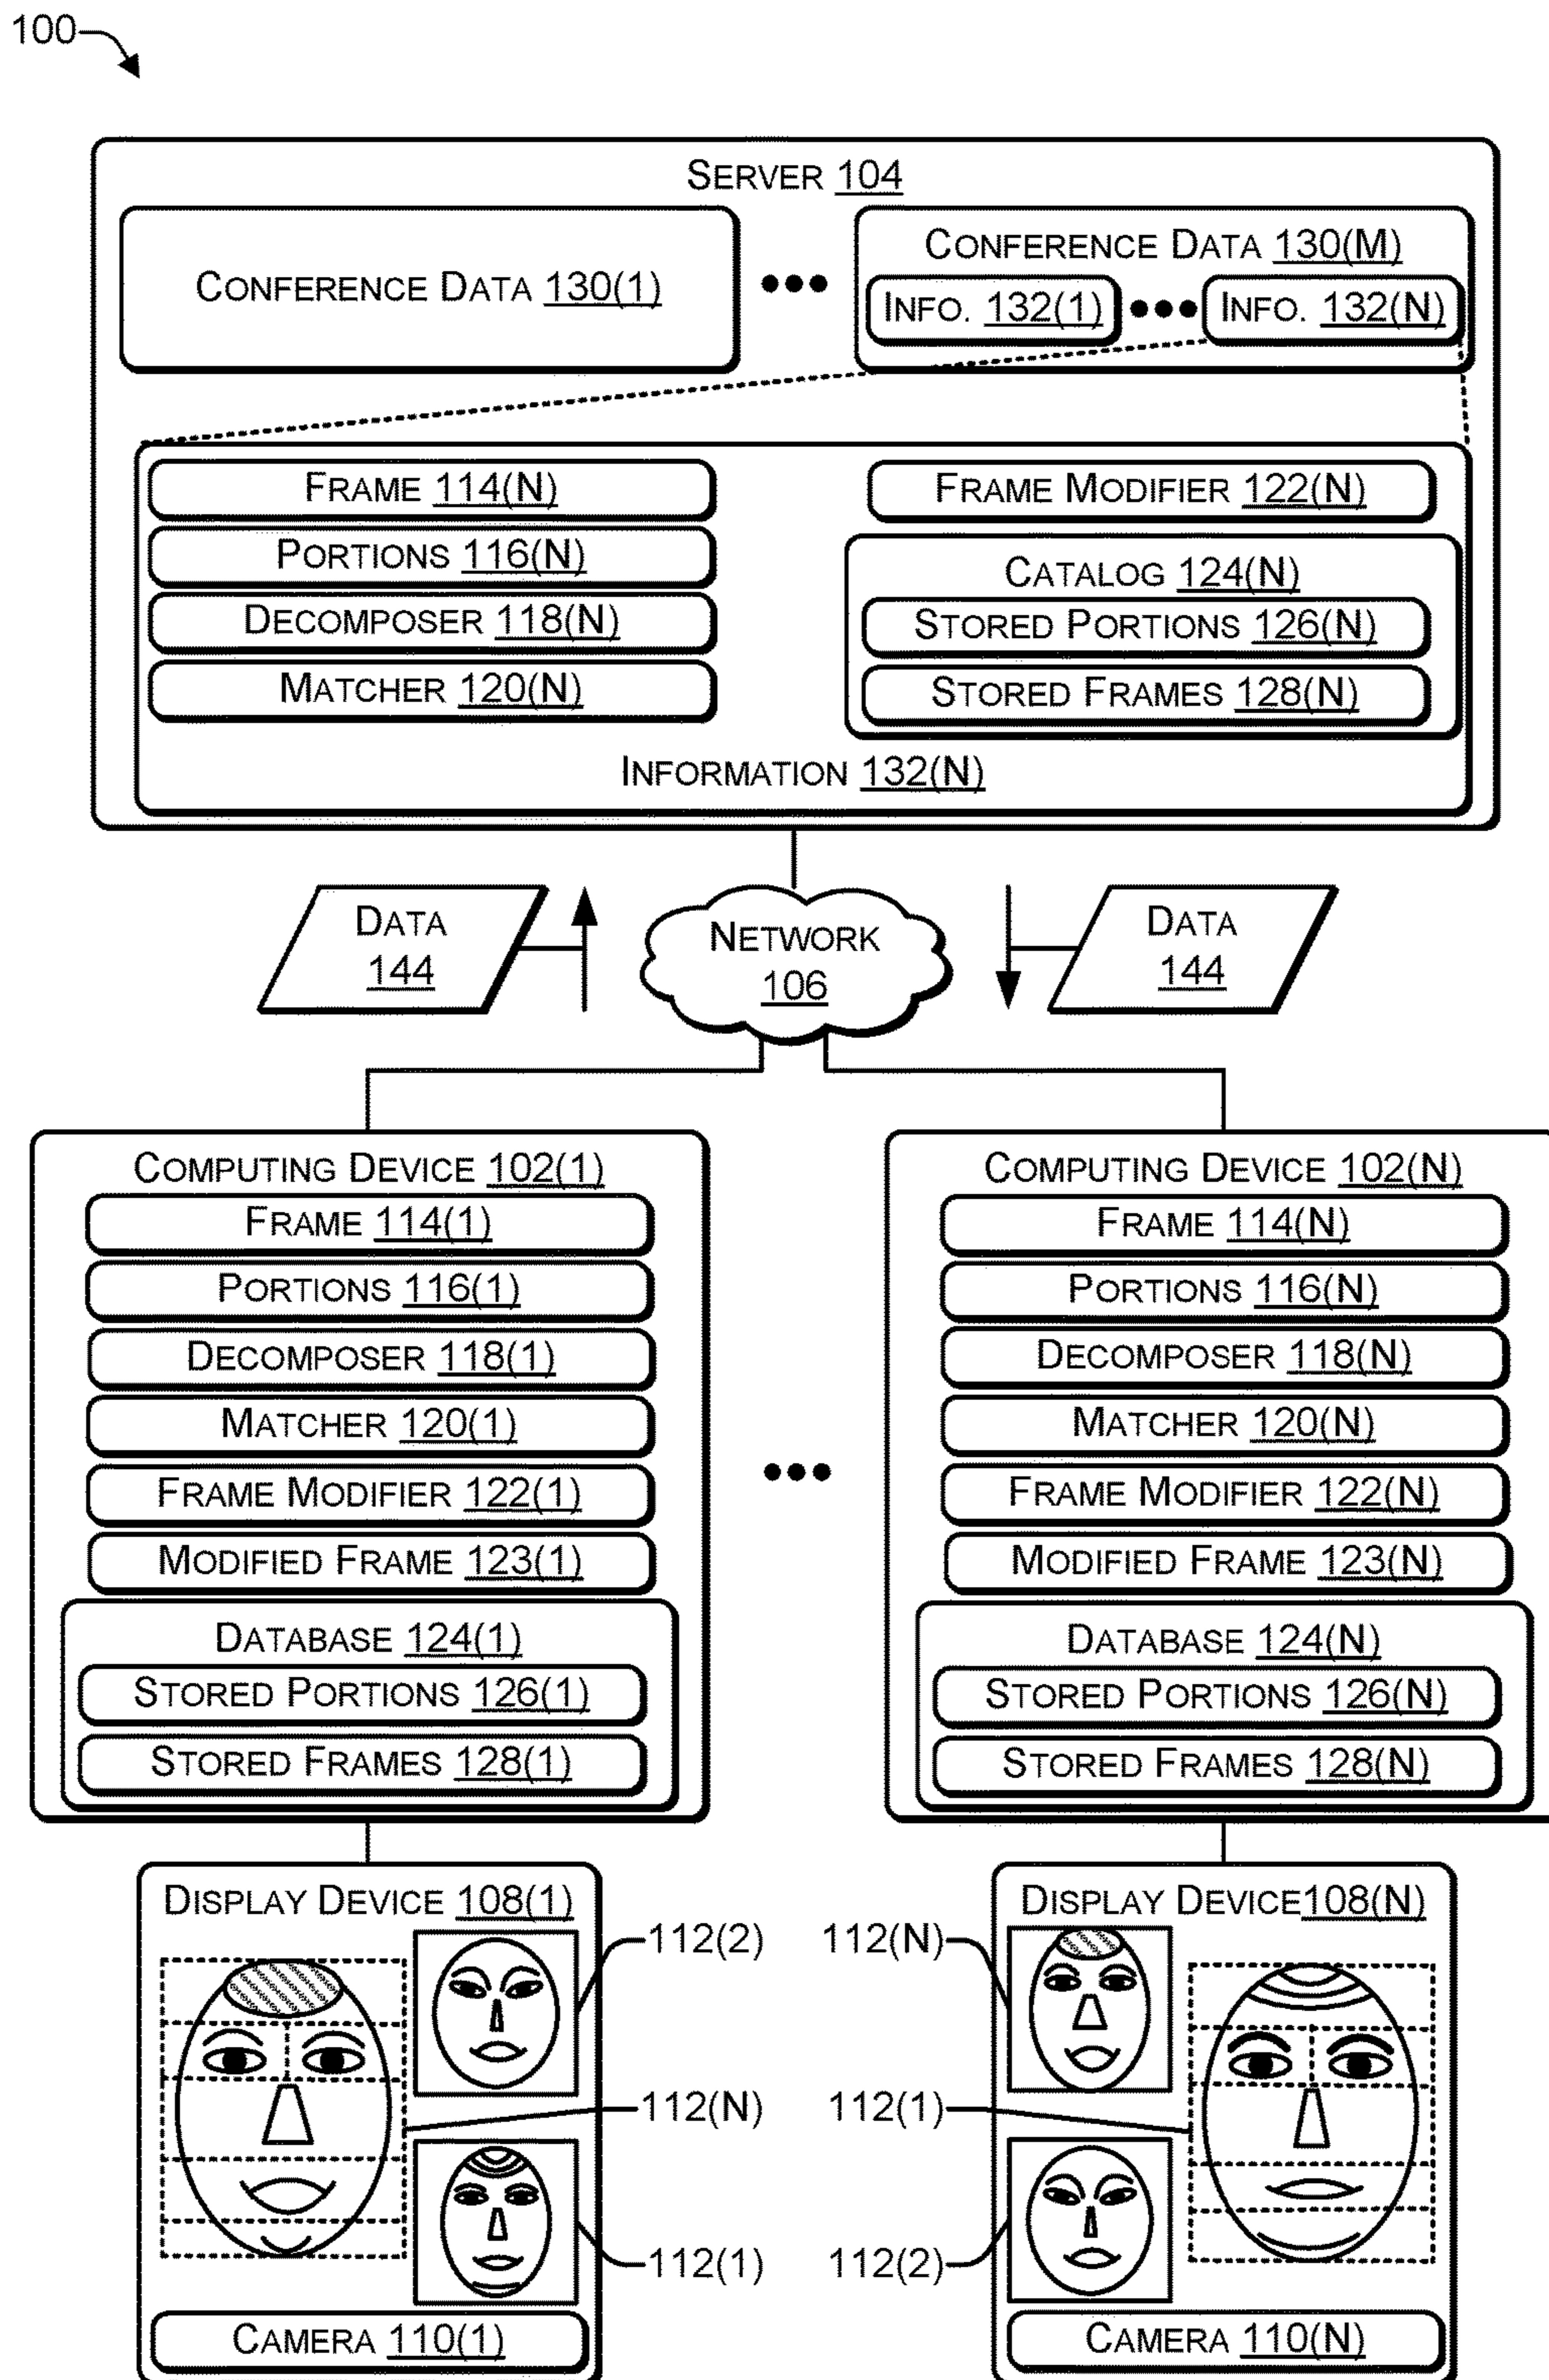 100
SERVER 104
CONFERENCE DATA 130(1)
CONFERENCE DATA 130(M)
INFO. 132(1)
INFO. 132(N)
FRAME 114(N)
PORTIONS 116(N)
DECOMPOSER 118(N)
MATCHER 120(N)
FRAME MODIFIER 122(N)
CATALOG 124(N)
STORED PORTIONS 126(N)
STORED FRAMES 128(N)
INFORMATION 132(N)
DATA
144
NETWORK
106
DATA
144
COMPUTING DEVICE 102(1)
FRAME 114(1)
PORTIONS 116(1)
DECOMPOSER 118(1)
MATCHER 120(1)
FRAME MODIFIER 122(1)
MODIFIED FRAME 123(1)
DATABASE 124(1)
STORED PORTIONS 126(1)
STORED FRAMES 128(1)
COMPUTING DEVICE 102(N)
FRAME 114(N)
PORTIONS 116(N)
DECOMPOSER 118(N)
MATCHER 120(N)
FRAME MODIFIER 122(N)
MODIFIED FRAME 123(N)
DATABASE 124(N)
STORED PORTIONS 126(N)
STORED FRAMES 128(N)
DISPLAY DEVICE 108(1)
112(2)
112(N)
112(1)
CAMERA 110(1)
DISPLAY DEVICE108(N)
112(N)
112(1)
112(2)
CAMERA 110(N)